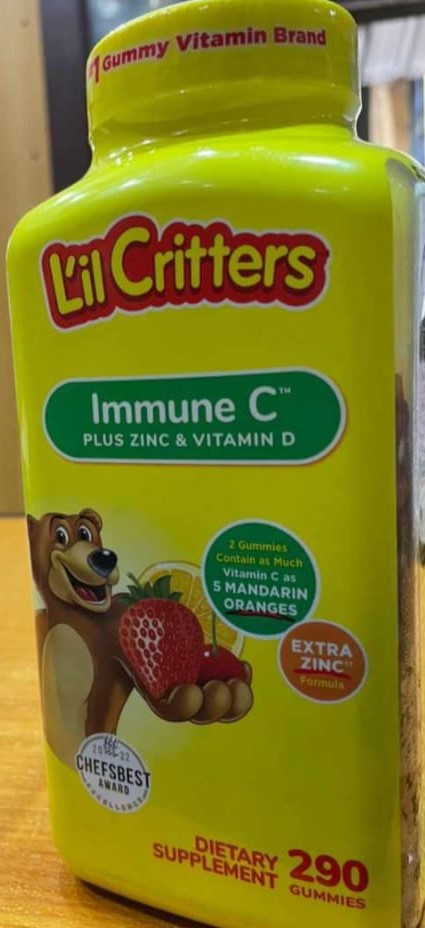 #1 Gummy Vitamin Brand
L'il Critters
Immune C™
PLUS ZINC & VITAMIN D
2 Gummies
Contain as Much
Vitamin C as
5 MANDARIN
ORANGES
EXTRA
ZINC††
Formula
2022
CHEFSBEST
AWARD
EXCELLENCE
DIETARY
SUPPLEMENT
290
GUMMIES